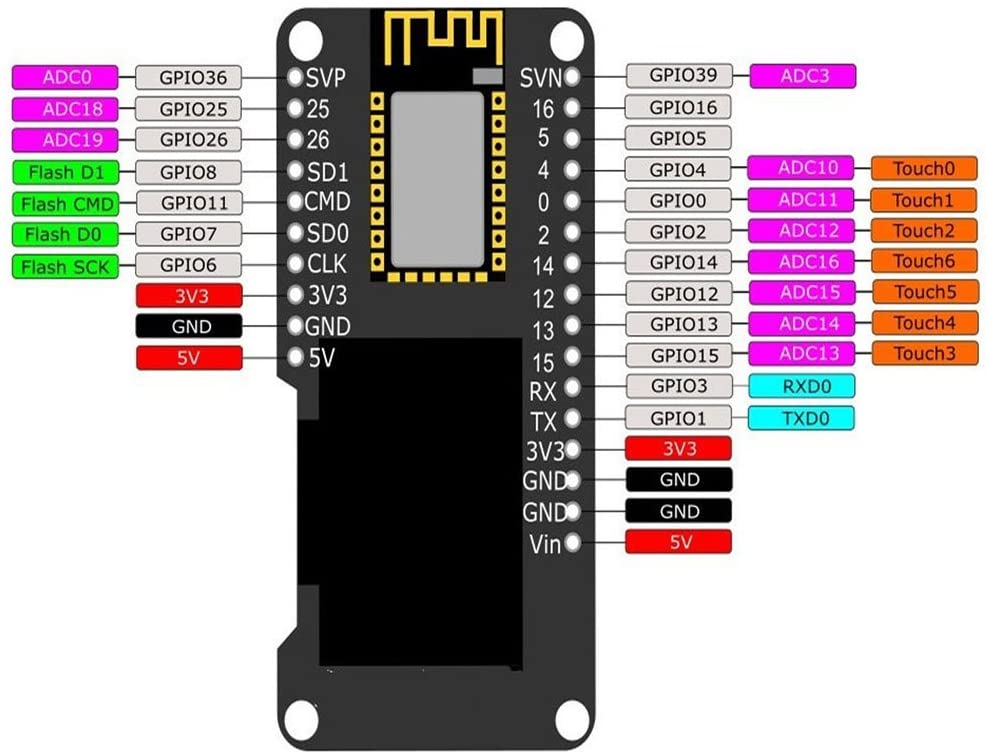 ADC0 GPIO36 SVP SVN GPIO39 ADC3
ADC18 GPIO25 25 16 GPIO16
ADC19 GPIO26 26 5 GPIO5
Flash D1 GPIO8 SD1 4 GPIO4 ADC10 Touch0
Flash CMD GPIO11 CMD 0 GPIO0 ADC11 Touch1
Flash D0 GPIO7 SD0 2 GPIO2 ADC12 Touch2
Flash SCK GPIO6 CLK 14 GPIO14 ADC16 Touch6
3V3 3V3 12 GPIO12 ADC15 Touch5
GND GND 13 GPIO13 ADC14 Touch4
5V 5V 15 GPIO15 ADC13 Touch3
RX GPIO3 RXD0
TX GPIO1 TXD0
3V3 3V3
GND GND
GND GND
Vin 5V